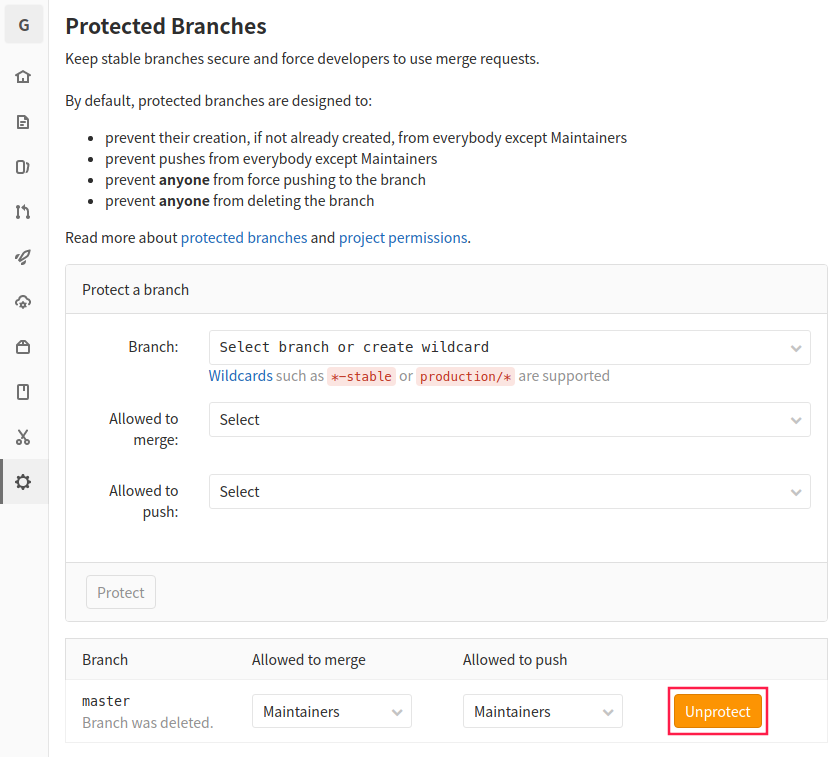 G
Protected Branches
Keep stable branches secure and force developers to use merge requests.
By default, protected branches are designed to:
prevent their creation, if not already created, from everybody except Maintainers
prevent pushes from everybody except Maintainers
prevent anyone from force pushing to the branch
prevent anyone from deleting the branch
Read more about protected branches and project permissions.
Protect a branch
Branch: Select branch or create wildcard
Wildcards such as *-stable or production/* are supported
Allowed to merge: Select
Allowed to push: Select
Protect
Branch Allowed to merge Allowed to push
master Maintainers Maintainers Unprotect
Branch was deleted.